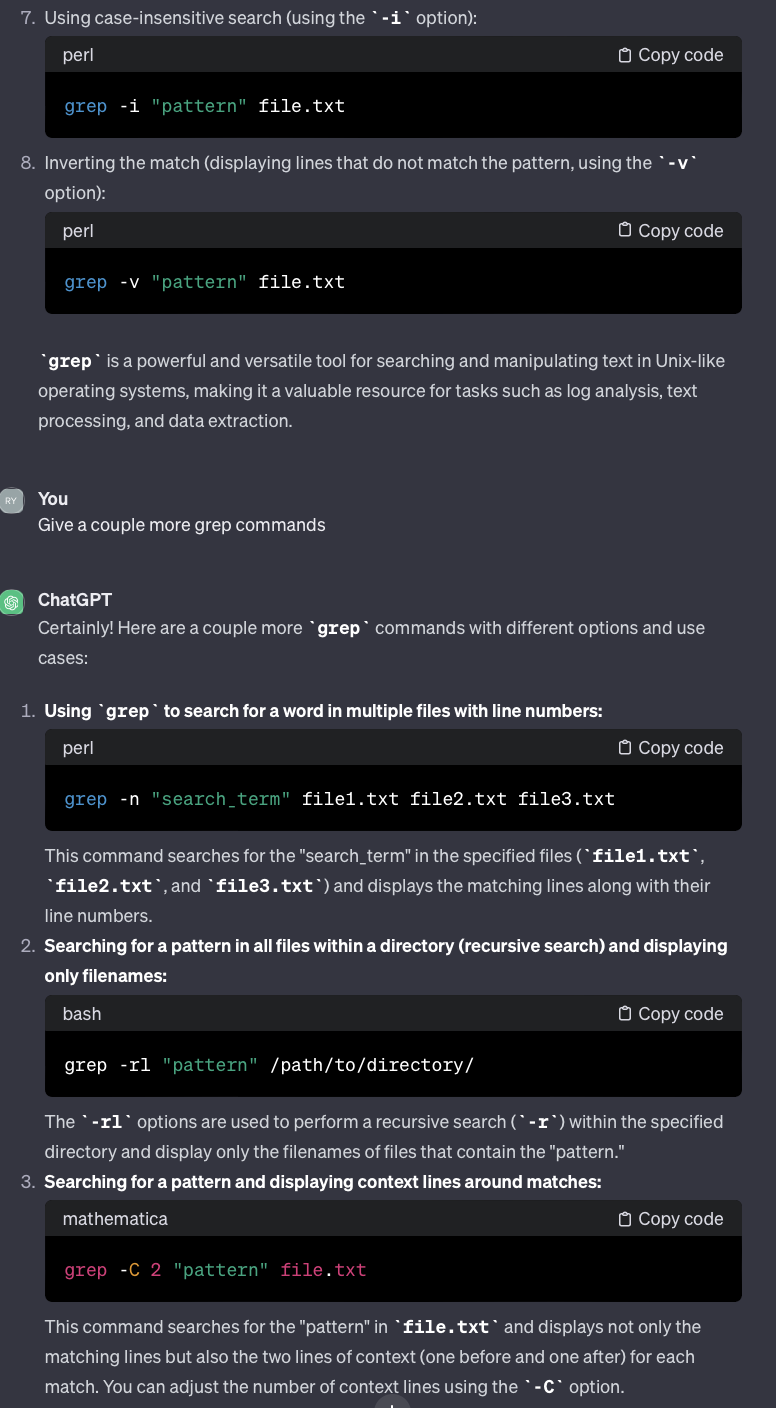 7. Using case-insensitive search (using the `-i` option):
perl Copy code
grep -i "pattern" file.txt
8. Inverting the match (displaying lines that do not match the pattern, using the `-v`
option):
perl Copy code
grep -v "pattern" file.txt
`grep` is a powerful and versatile tool for searching and manipulating text in Unix-like
operating systems, making it a valuable resource for tasks such as log analysis, text
processing, and data extraction.
RY You
Give a couple more grep commands
ChatGPT
Certainly! Here are a couple more `grep` commands with different options and use
cases:
1. Using `grep` to search for a word in multiple files with line numbers:
perl Copy code
grep -n "search_term" file1.txt file2.txt file3.txt
This command searches for the "search_term" in the specified files (`file1.txt`,
`file2.txt`, and `file3.txt`) and displays the matching lines along with their
line numbers.
2. Searching for a pattern in all files within a directory (recursive search) and displaying
only filenames:
bash Copy code
grep -rl "pattern" /path/to/directory/
The `-rl` options are used to perform a recursive search (`-r`) within the specified
directory and display only the filenames of files that contain the "pattern."
3. Searching for a pattern and displaying context lines around matches:
mathematica Copy code
grep -C 2 "pattern" file.txt
This command searches for the "pattern" in `file.txt` and displays not only the
matching lines but also the two lines of context (one before and one after) for each
match. You can adjust the number of context lines using the `-C` option.